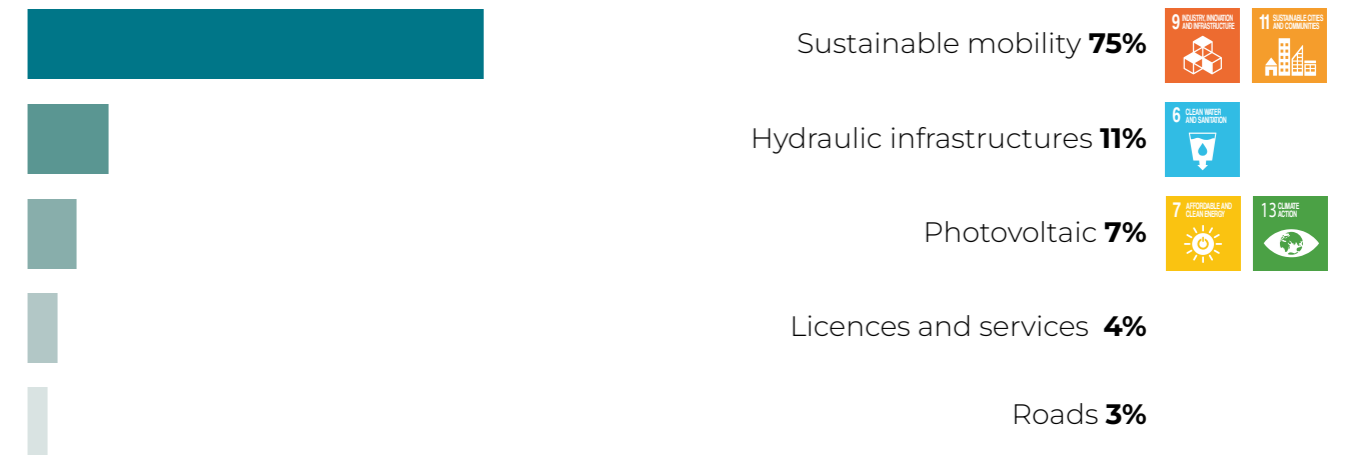 Sustainable mobility 75%
9 INDUSTRY, INNOVATION
AND INFRASTRUCTURE
11 SUSTAINABLE CITIES
AND COMMUNITIES
Hydraulic infrastructures 11%
6 CLEAN WATER
AND SANITATION
Photovoltaic 7%
7 AFFORDABLE AND
CLEAN ENERGY
13 CLIMATE
ACTION
Licences and services 4%
Roads 3%